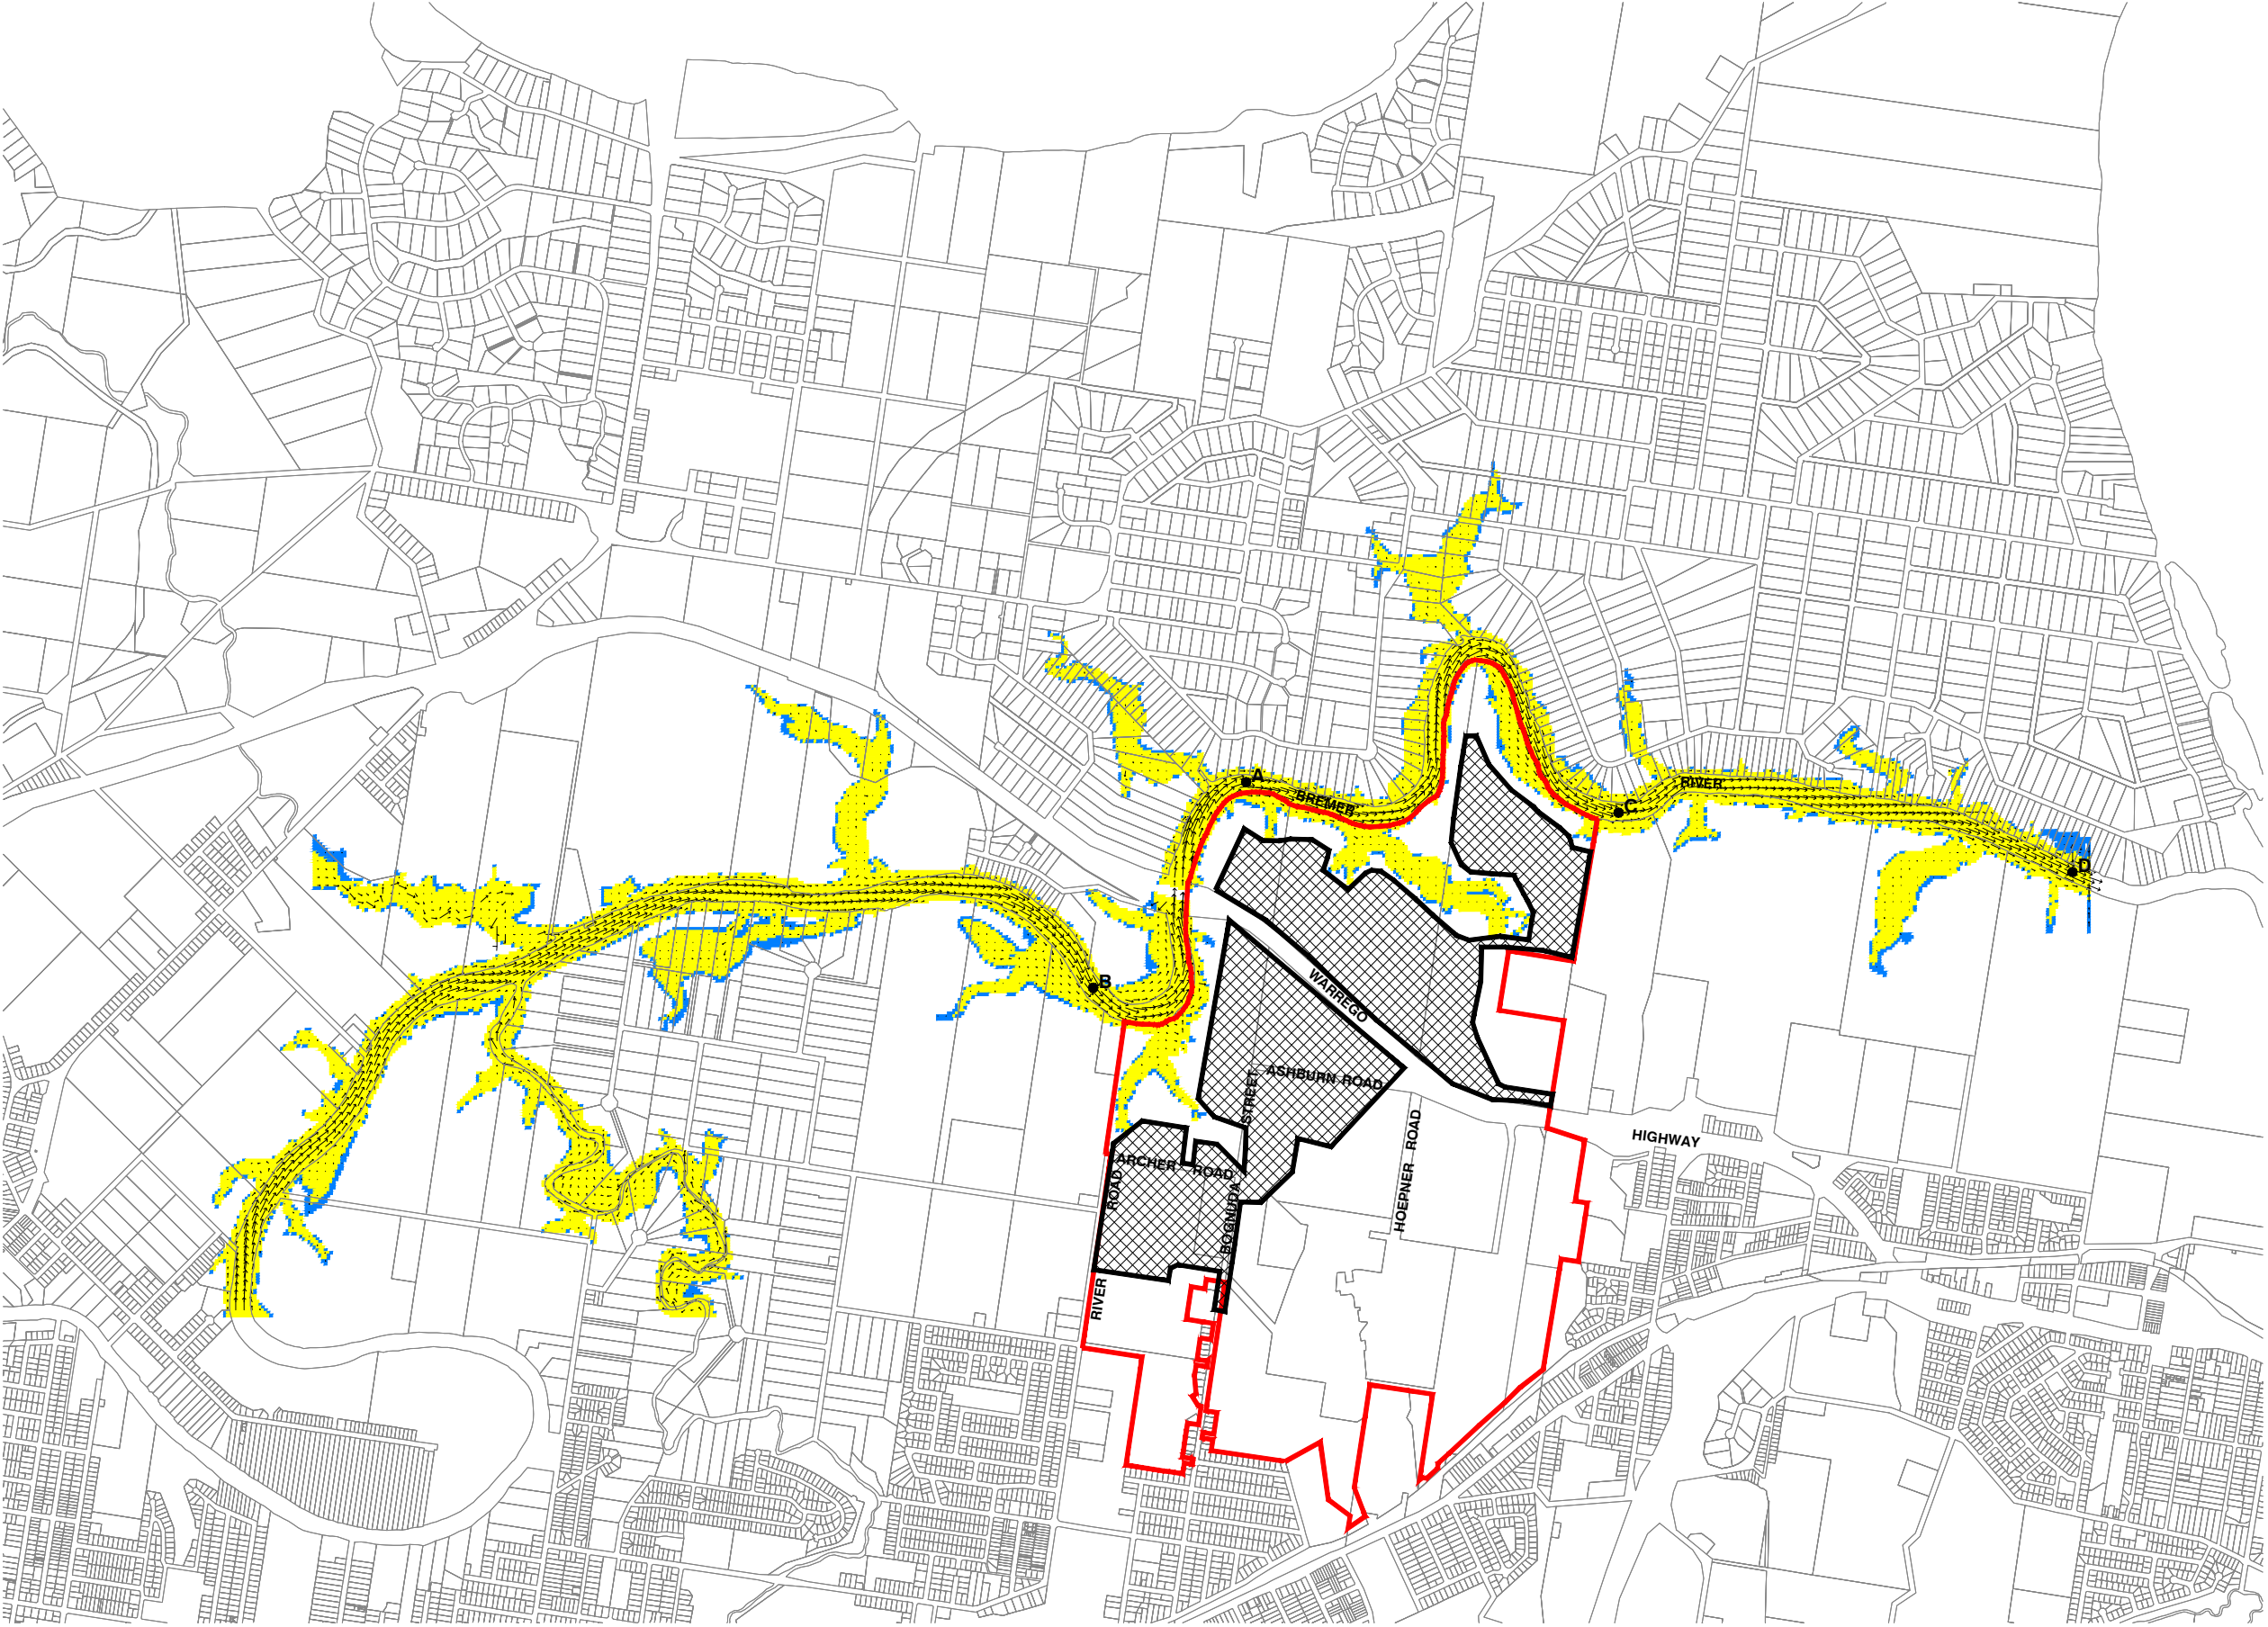 A
BREMER
RIVER
C
D
B
WARREGO
ASHBURN ROAD
STREET
HIGHWAY
HOEPNER ROAD
ARCHER ROAD
ROAD
BOGNUDA
RIVER